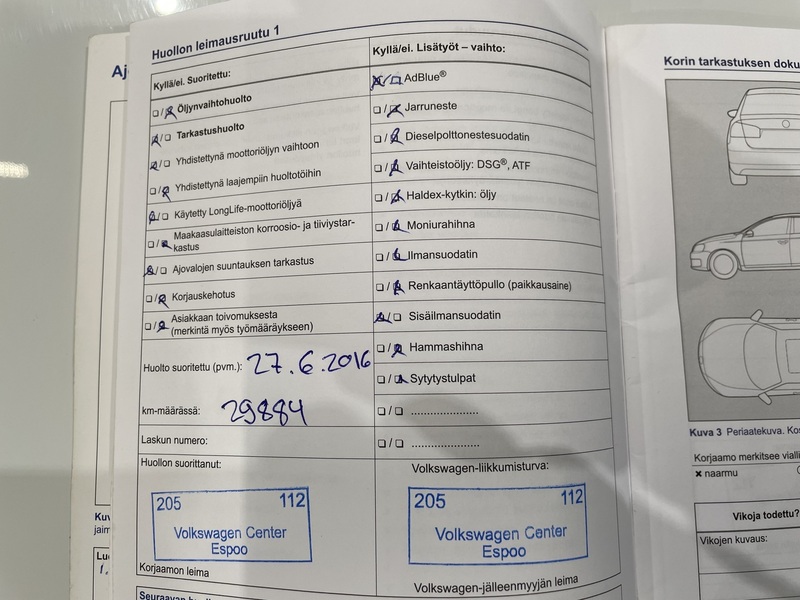 Huollon leimausruutu 1
Kyllä/ei. Suoritettu:
❑/❑ Öljynvaihtohuolto
❑/❑ Tarkastushuolto
❑/❑ Yhdistettynä moottoriöljyn vaihtoon
❑/❑ Yhdistettynä laajempiin huoltotöihin
❑/❑ Käytetty LongLife-moottoriöljyä
❑/❑ Maakaasulaitteiston korroosio- ja tiiviystar-
kastus
❑/❑ Ajovalojen suuntauksen tarkastus
❑/❑ Korjauskehotus
❑/❑ Asiakkaan toivomuksesta
(merkintä myös työmääräykseen)
Huolto suoritettu (pvm.): 27.6.2016
km-määrässä: 29884
Laskun numero:
Huollon suorittanut:
205 112
Volkswagen Center
Espoo
Korjaamon leima
Kyllä/ei. Lisätyöt – vaihto:
❑/❑ AdBlue®
❑/❑ Jarruneste
❑/❑ Dieselpolttonestesuodatin
❑/❑ Vaihteistoöljy: DSG®, ATF
❑/❑ Haldex-kytkin: öljy
❑/❑ Moniurahihna
❑/❑ Ilmansuodatin
❑/❑ Renkaantäyttöpullo (paikkausaine)
❑/❑ Sisäilmansuodatin
❑/❑ Hammashihna
❑/❑ Sytytystulpat
❑/❑ .....................
❑/❑ .....................
Volkswagen-liikkumisturva:
205 112
Volkswagen Center
Espoo
Volkswagen-jälleenmyyjän leima
Korin tarkastuksen doku
Kuva 3 Periaatekuva. Kos
Korjaamo merkitsee vialli
× naarmu
Vikoja todettu?
Vikojen kuvaus: